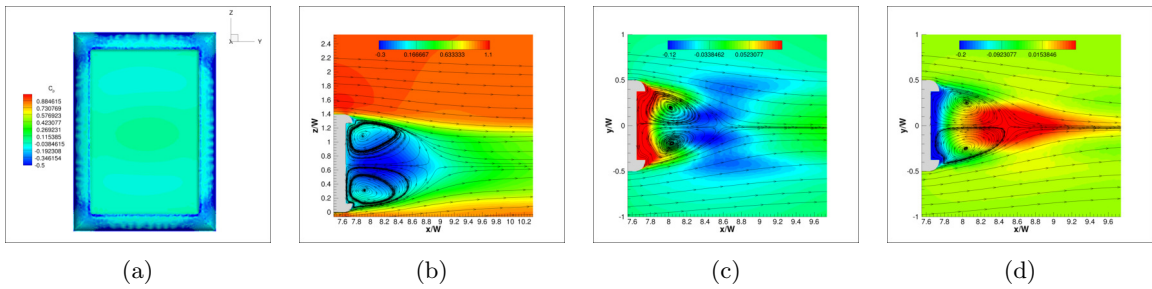 Z
X Y
C_p
0.884615
0.730769
0.576923
0.423077
0.269231
0.115385
-0.0384615
-0.192308
-0.346154
-0.5
-0.3 0.166667 0.633333 1.1
z/W
2.4
2.2
2
1.8
1.6
1.4
1.2
1
0.8
0.6
0.4
0.2
0
7.6 7.8 8 8.2 8.4 8.6 8.8 9 9.2 9.4 9.6 9.8 10 10.2
x/W
-0.12 -0.0338462 0.0523077
y/W
1
0.5
0
-0.5
-1
7.6 7.8 8 8.2 8.4 8.6 8.8 9 9.2 9.4 9.6
x/W
-0.2 -0.0923077 0.0153846
y/W
1
0.5
0
-0.5
-1
7.6 7.8 8 8.2 8.4 8.6 8.8 9 9.2 9.4 9.6
x/W
(a) (b) (c) (d)